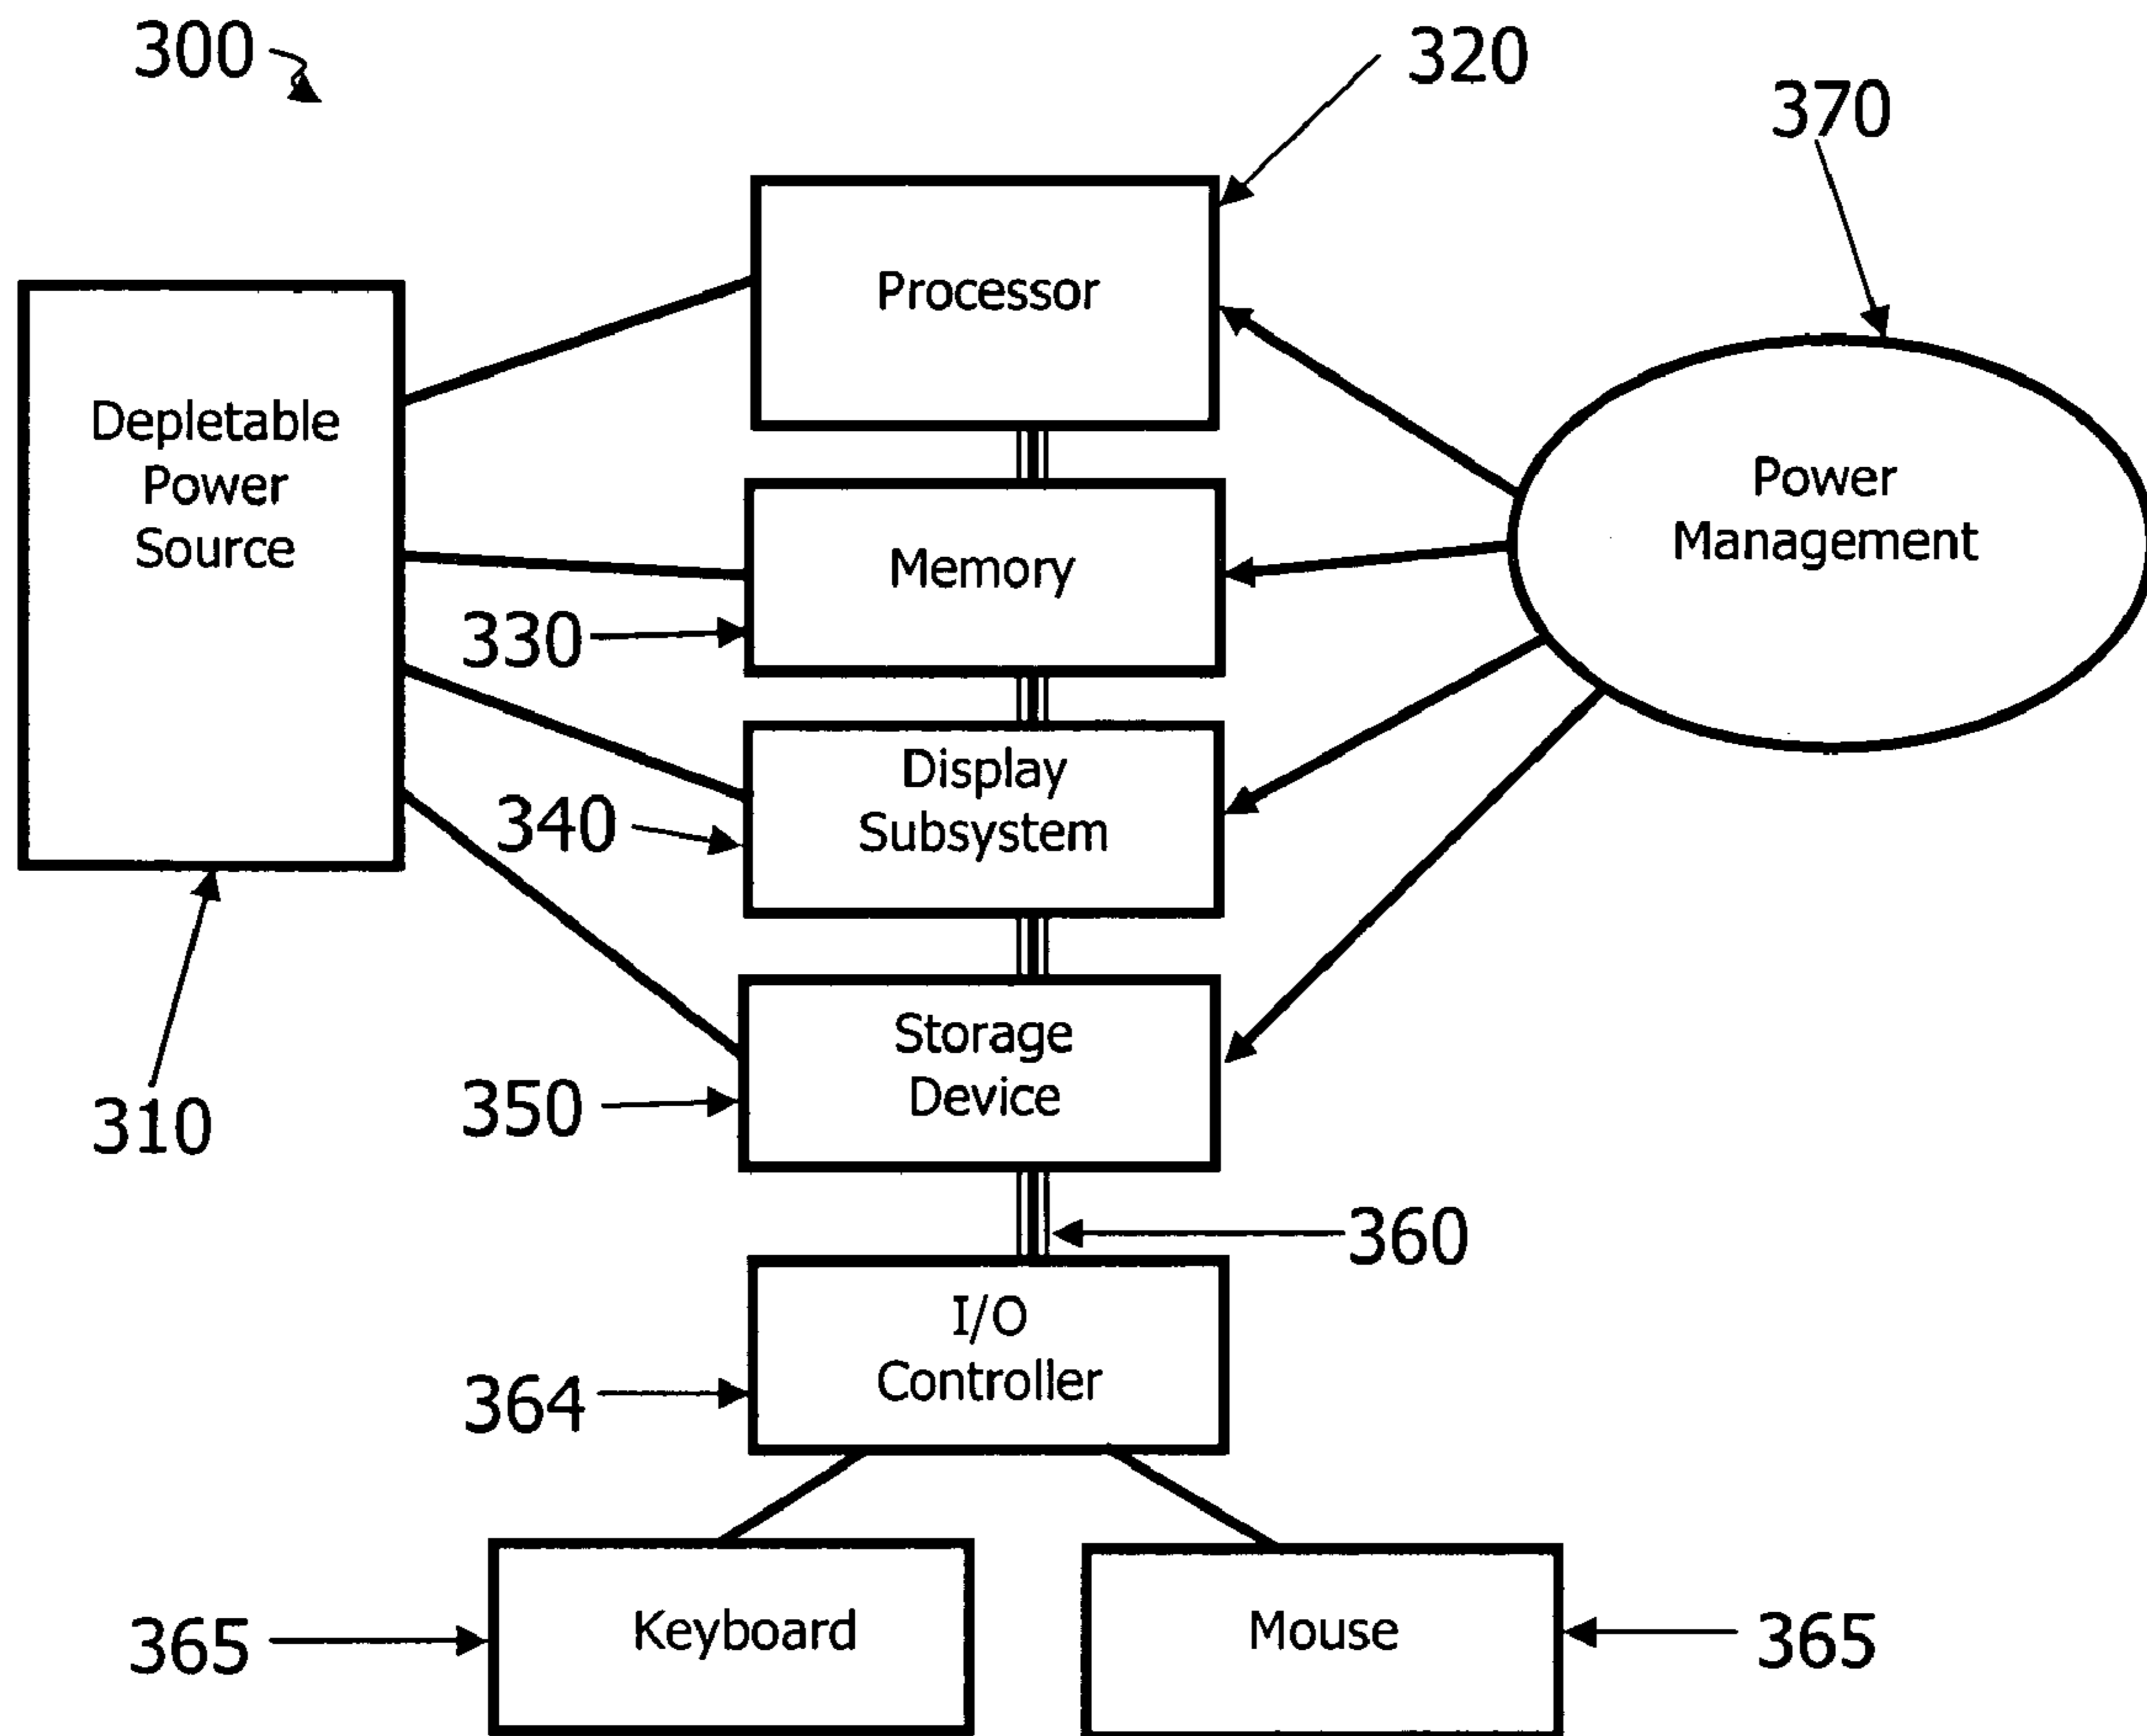 300
320
370
Processor
Depletable
Power
Source
Power
Management
Memory
330
Display
Subsystem
340
Storage
Device
350
310
360
I/O
Controller
364
Keyboard
365
Mouse
365